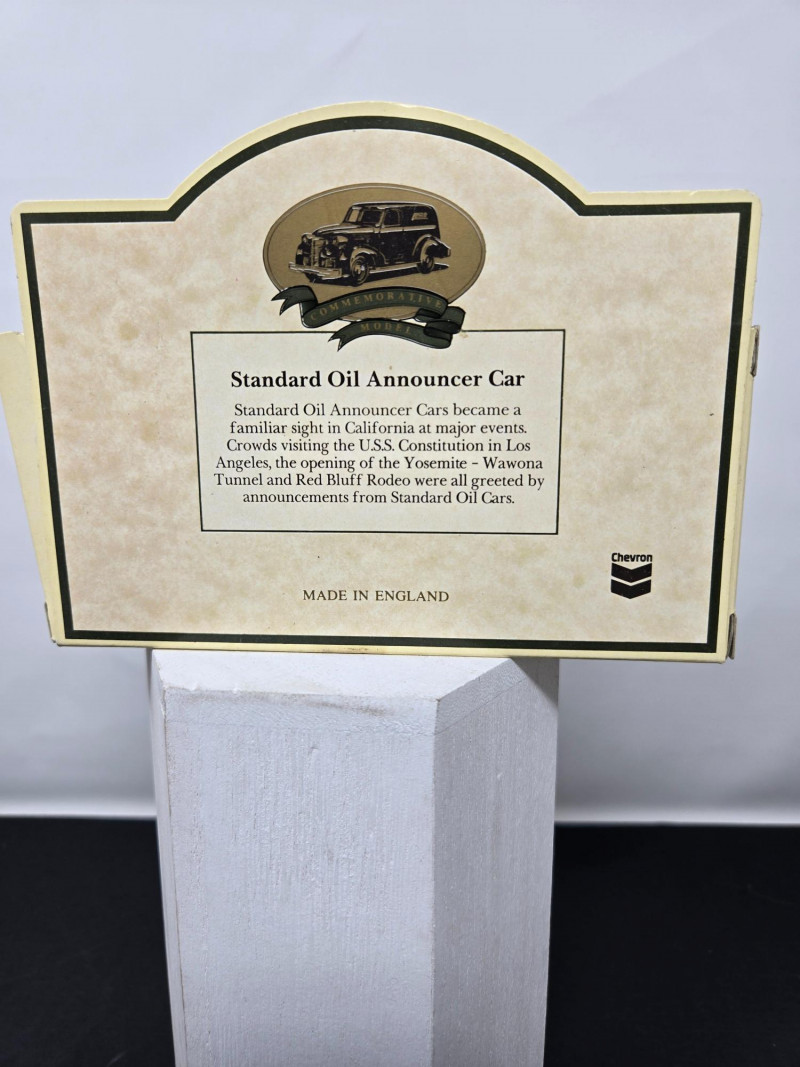 COMMEMORATIVE
MODELS
Standard Oil Announcer Car
Standard Oil Announcer Cars became a
familiar sight in California at major events.
Crowds visiting the U.S.S. Constitution in Los
Angeles, the opening of the Yosemite – Wawona
Tunnel and Red Bluff Rodeo were all greeted by
announcements from Standard Oil Cars.
Chevron
MADE IN ENGLAND